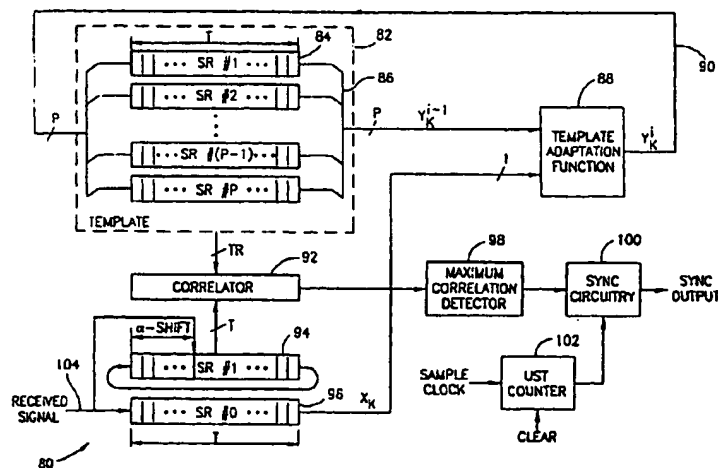 T
84
82
··· SR #1 ···
86
90
··· SR #2 ···
88
P
P
Y_K^{i-1}
TEMPLATE
ADAPTATION
FUNCTION
Y_K^i
··· SR #(P-1) ···
1
··· SR #P ···
TEMPLATE
TR
92
98
100
CORRELATOR
MAXIMUM
CORRELATION
DETECTOR
SYNC
CIRCUITRY
SYNC
OUTPUT
α-SHIFT
T
94
··· SR #1 ···
102
104
96
SAMPLE
CLOCK
UST
COUNTER
RECEIVED
SIGNAL
··· SR #0 ···
X_K
CLEAR
T
80